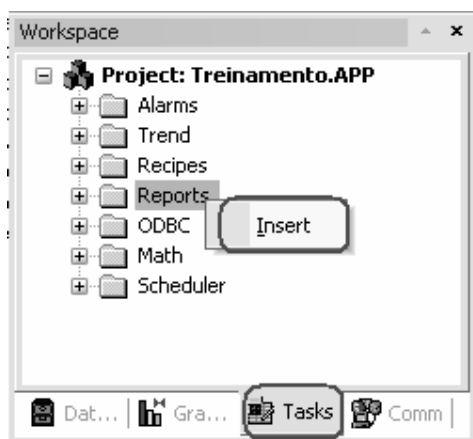 Workspace
Project: Treinamento.APP
Alarms
Trend
Recipes
Reports
ODBC
Insert
Math
Scheduler
Dat... Gra... Tasks Comm